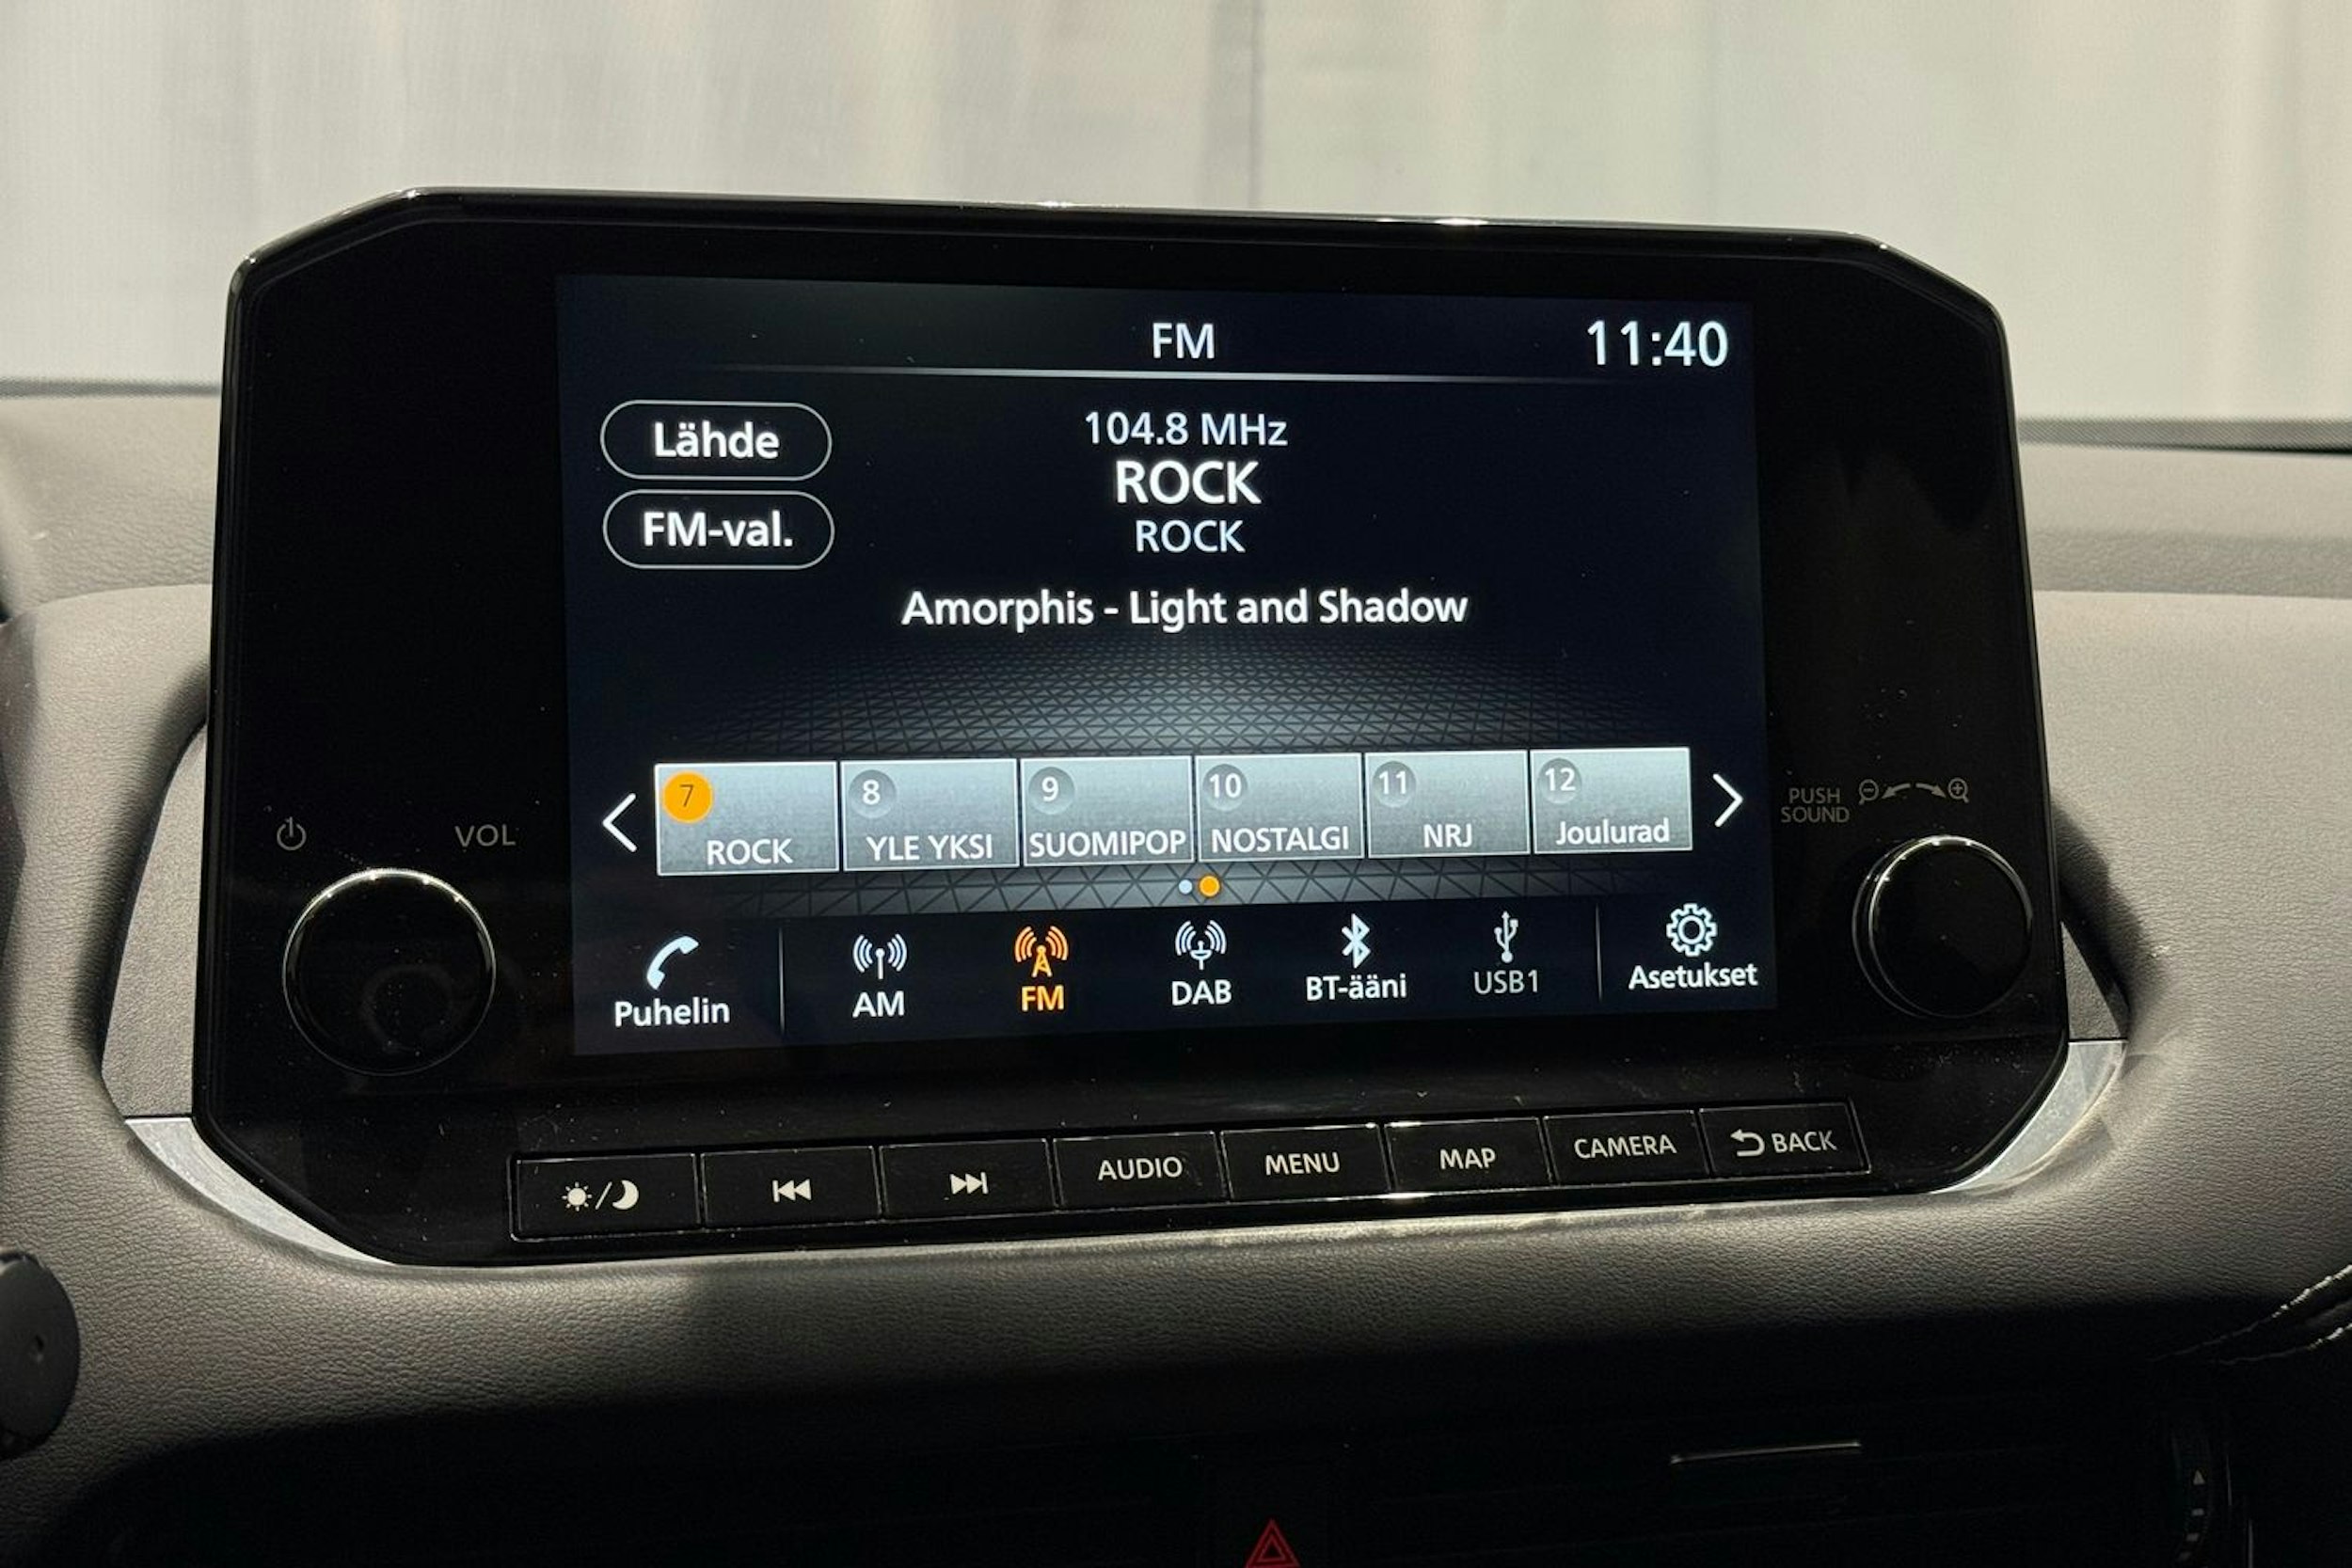 FM
11:40
Lähde
104.8 MHz
ROCK
FM-val.
ROCK
Amorphis - Light and Shadow
7
ROCK
8
YLE YKSI
9
SUOMIPOP
10
NOSTALGI
11
NRJ
12
Joulurad
VOL
PUSH
SOUND
Puhelin
AM
FM
DAB
BT-ääni
USB1
Asetukset
AUDIO
MENU
MAP
CAMERA
BACK